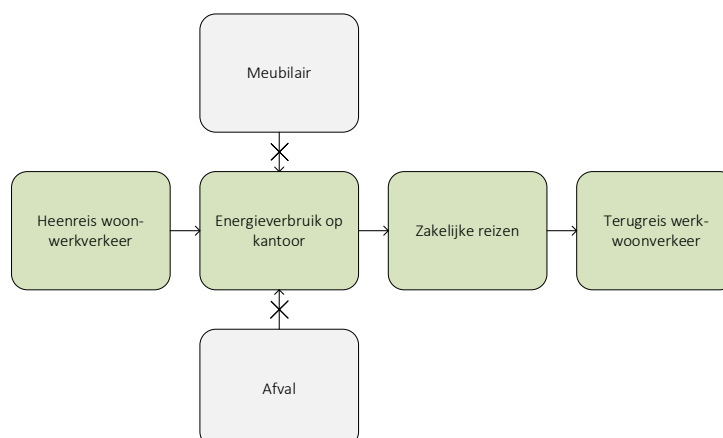 Meubilair
Heenreis woon-
werkverkeer
Energieverbruik op
kantoor
Zakelijke reizen
Terugreis werk-
woonverkeer
Afval